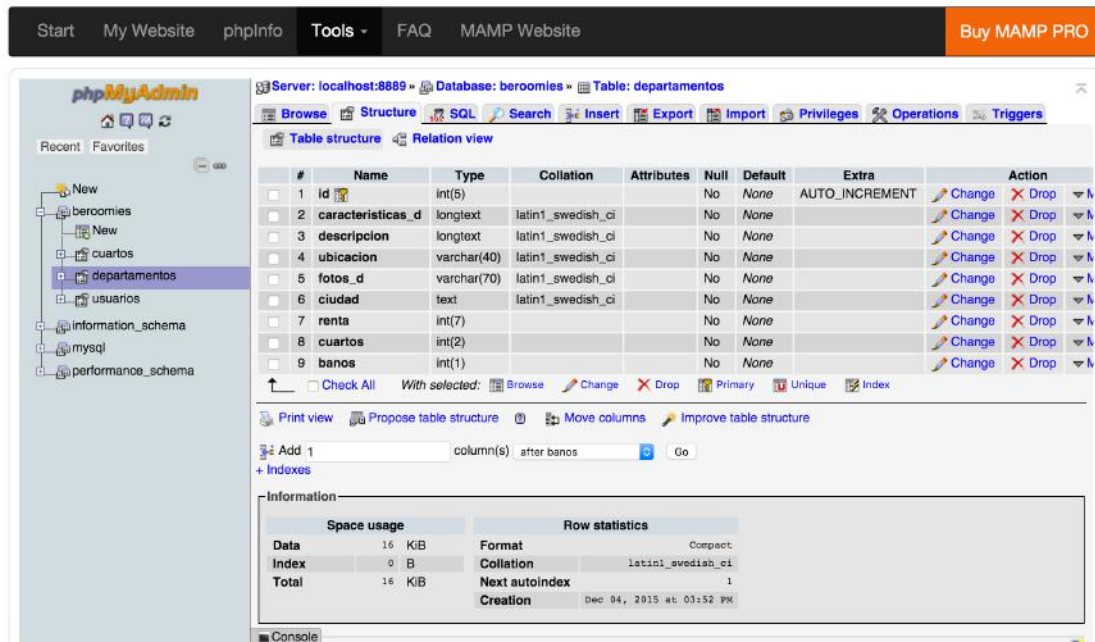 Start My Website phpInfo Tools FAQ MAMP Website Buy MAMP PRO
phpMyAdmin
Recent Favorites
New
beroomies
New
cuartos
departamentos
usuarios
information_schema
mysql
performance_schema
Server: localhost:8889 » Database: beroomies » Table: departamentos
Browse Structure SQL Search Insert Export Import Privileges Operations Triggers
Table structure Relation view
# Name Type Collation Attributes Null Default Extra Action
1 id int(5) No None AUTO_INCREMENT Change Drop
2 caracteristicas_d longtext latin1_swedish_ci No None Change Drop
3 descripcion longtext latin1_swedish_ci No None Change Drop
4 ubicacion varchar(40) latin1_swedish_ci No None Change Drop
5 fotos_d varchar(70) latin1_swedish_ci No None Change Drop
6 ciudad text latin1_swedish_ci No None Change Drop
7 renta int(7) No None Change Drop
8 cuartos int(2) No None Change Drop
9 banos int(1) No None Change Drop
Check All With selected: Browse Change Drop Primary Unique Index
Print view Propose table structure Move columns Improve table structure
Add 1 column(s) after banos Go
+ Indexes
Information
Space usage
Data 16 KiB
Index 0 B
Total 16 KiB
Row statistics
Format Compact
Collation latin1_swedish_ci
Next autoindex 1
Creation Dec 04, 2015 at 03:52 PM
Console